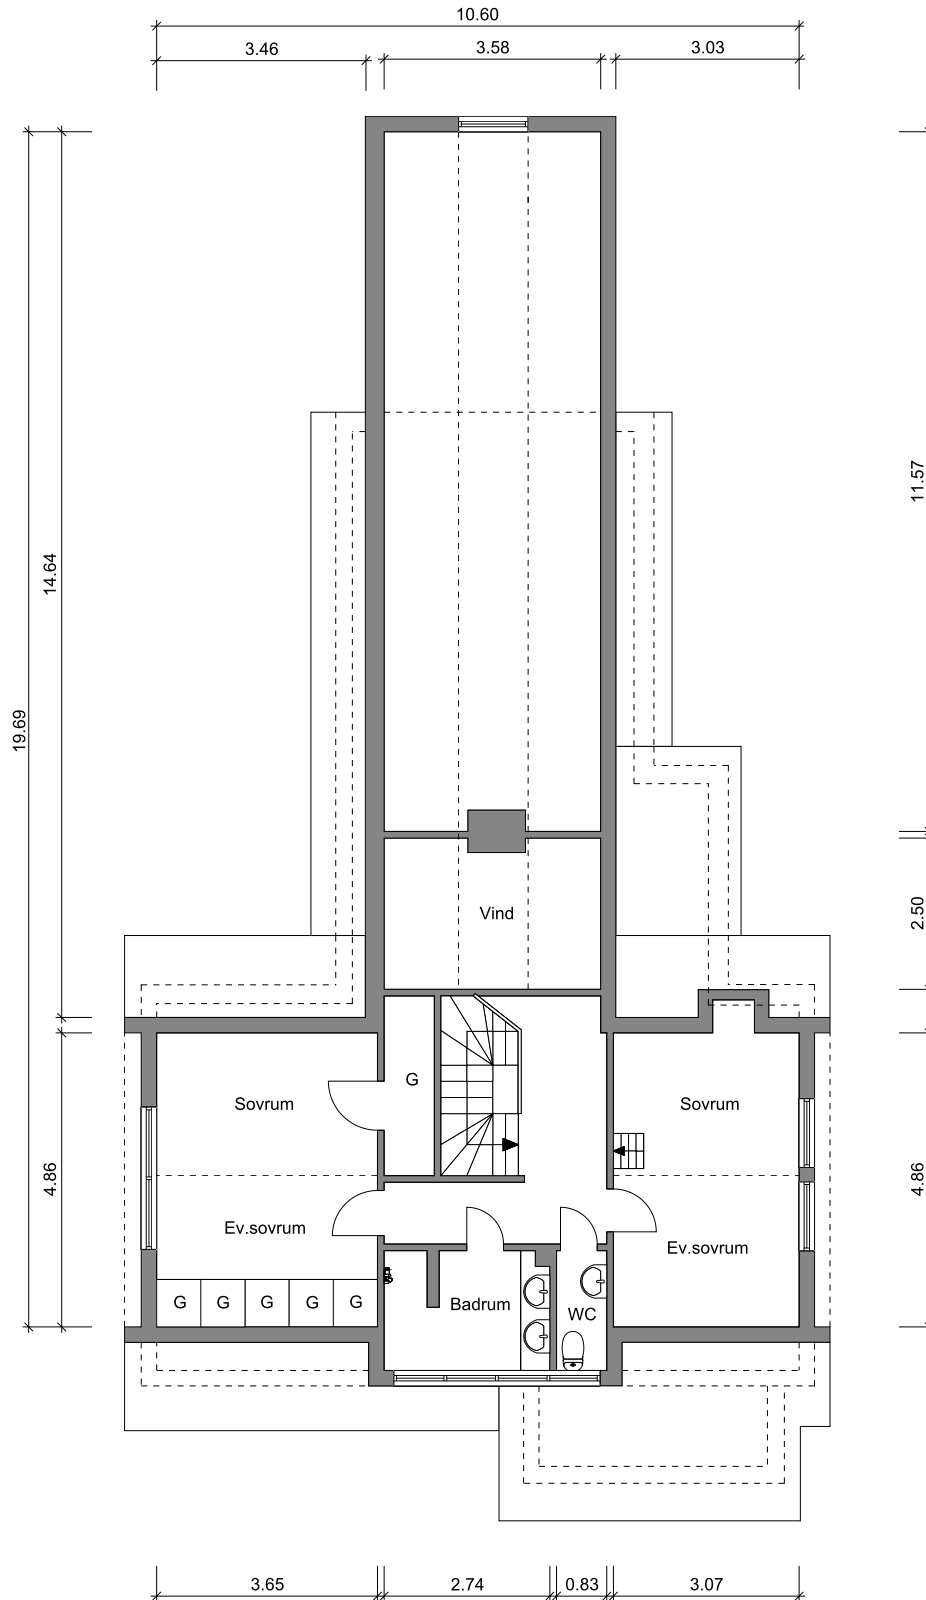 10.60
3.46
3.58
3.03
11.57
14.64
19.69
Vind
2.50
G
Sovrum
Sovrum
4.86
4.86
Ev.sovrum
Ev.sovrum
G G G G G
Badrum
WC
3.65
2.74
0.83
3.07